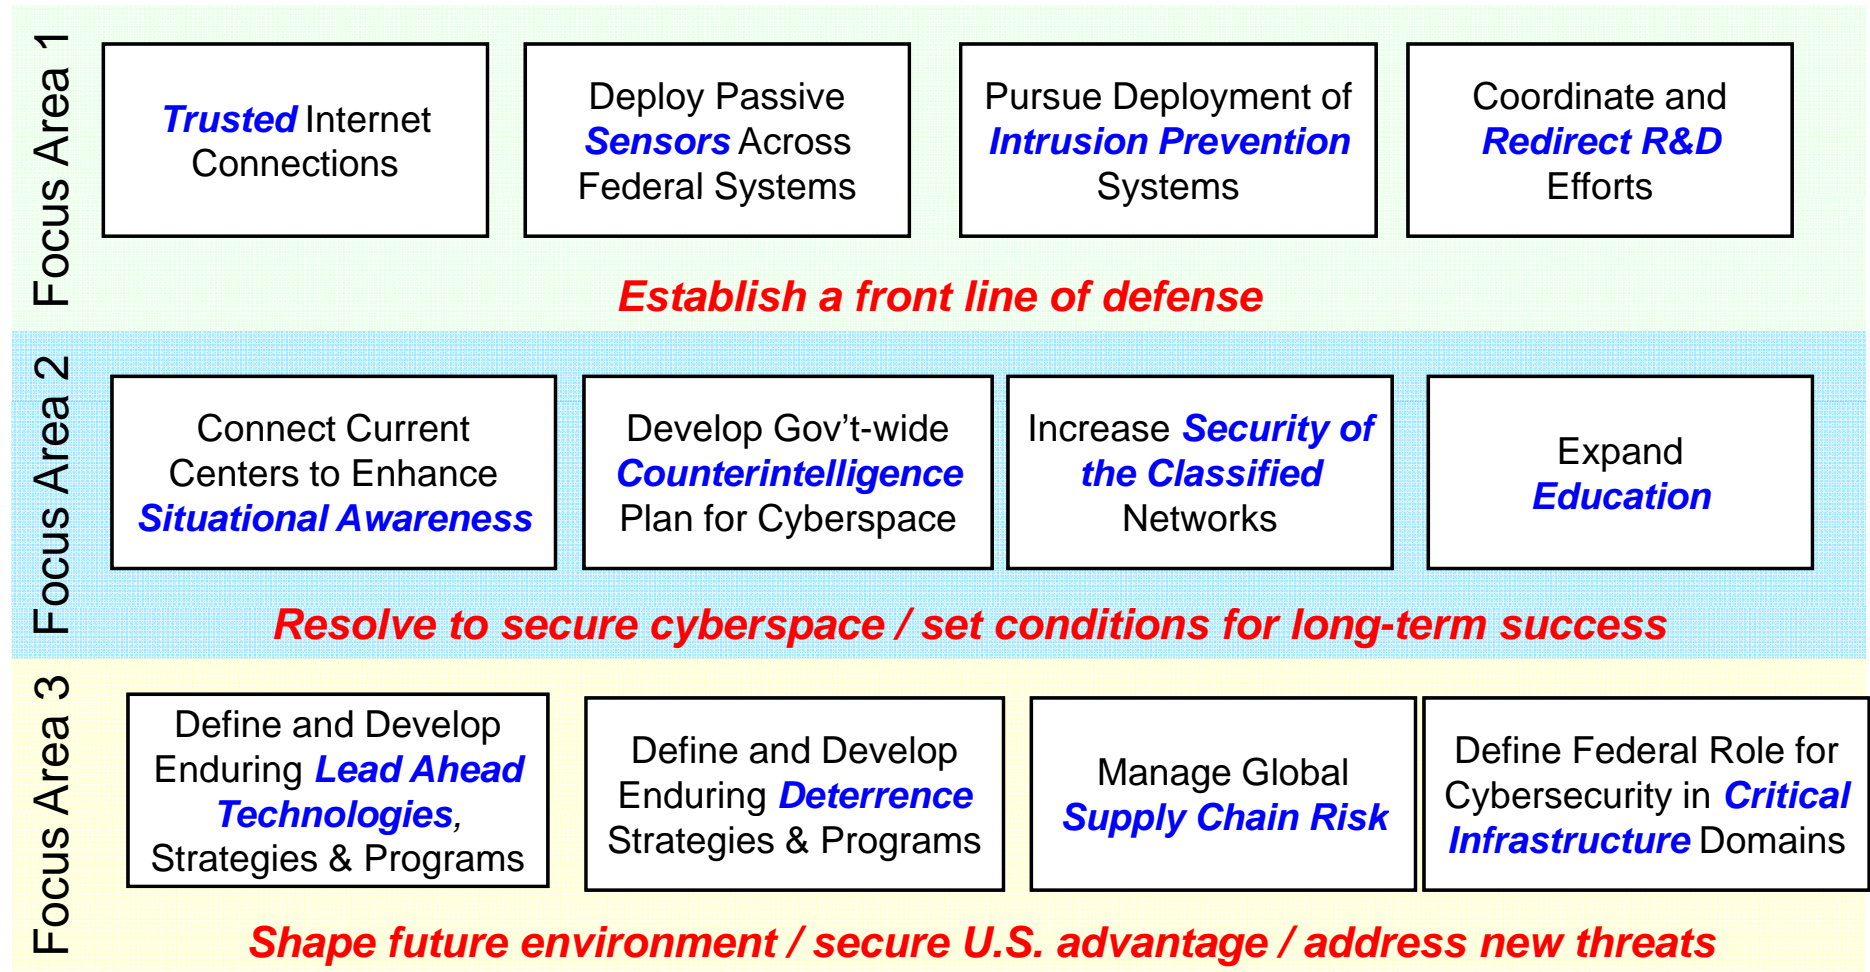 Focus Area 1
Trusted Internet
Connections
Deploy Passive
Sensors Across
Federal Systems
Pursue Deployment of
Intrusion Prevention
Systems
Coordinate and
Redirect R&D
Efforts
Establish a front line of defense
Focus Area 2
Connect Current
Centers to Enhance
Situational Awareness
Develop Gov’t-wide
Counterintelligence
Plan for Cyberspace
Increase Security of
the Classified
Networks
Expand
Education
Resolve to secure cyberspace / set conditions for long-term success
Focus Area 3
Define and Develop
Enduring Lead Ahead
Technologies,
Strategies & Programs
Define and Develop
Enduring Deterrence
Strategies & Programs
Manage Global
Supply Chain Risk
Define Federal Role for
Cybersecurity in Critical
Infrastructure Domains
Shape future environment / secure U.S. advantage / address new threats